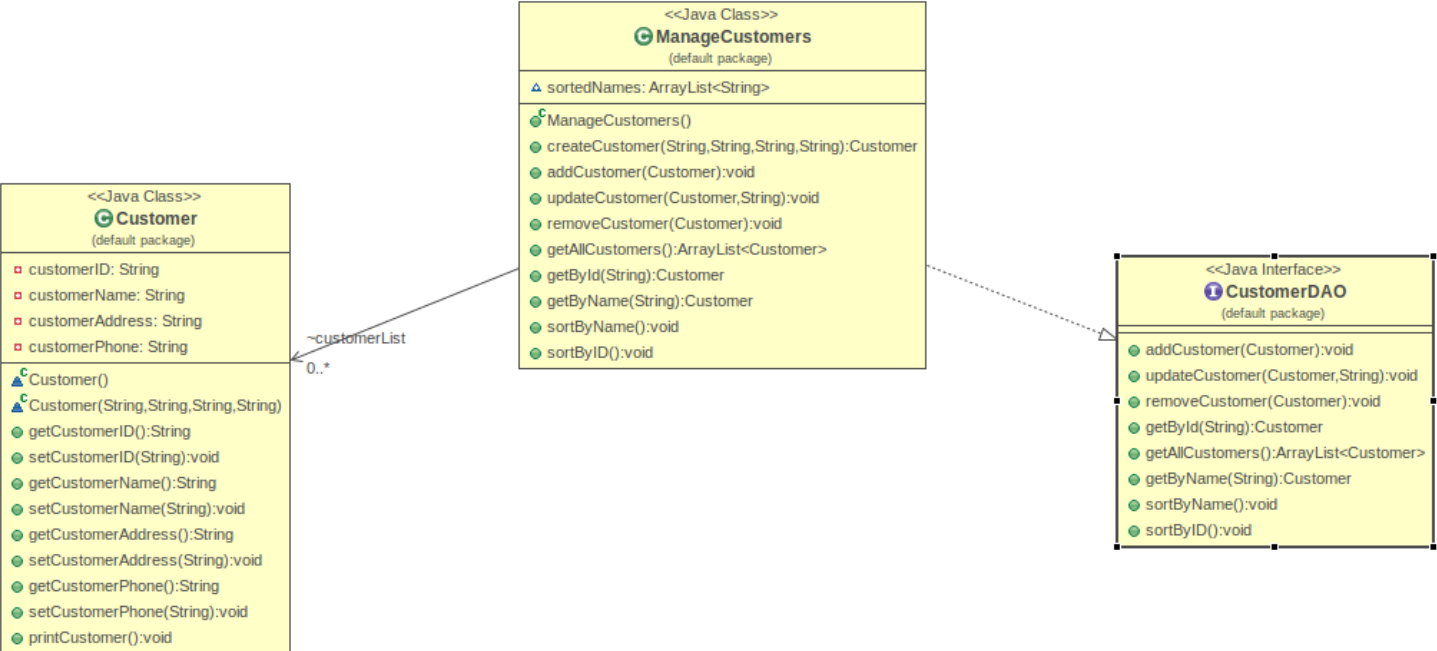 <<Java Class>>
ManageCustomers
(default package)
sortedNames: ArrayList<String>
ManageCustomers()
createCustomer(String,String,String,String):Customer
addCustomer(Customer):void
updateCustomer(Customer,String):void
removeCustomer(Customer):void
getAllCustomers():ArrayList<Customer>
getById(String):Customer
getByName(String):Customer
sortByName():void
sortByID():void
<<Java Class>>
Customer
(default package)
customerID: String
customerName: String
customerAddress: String
customerPhone: String
Customer()
Customer(String,String,String,String)
getCustomerID():String
setCustomerID(String):void
getCustomerName():String
setCustomerName(String):void
getCustomerAddress():String
setCustomerAddress(String):void
getCustomerPhone():String
setCustomerPhone(String):void
printCustomer():void
~customerList
0..*
<<Java Interface>>
CustomerDAO
(default package)
addCustomer(Customer):void
updateCustomer(Customer,String):void
removeCustomer(Customer):void
getById(String):Customer
getAllCustomers():ArrayList<Customer>
getByName(String):Customer
sortByName():void
sortByID():void